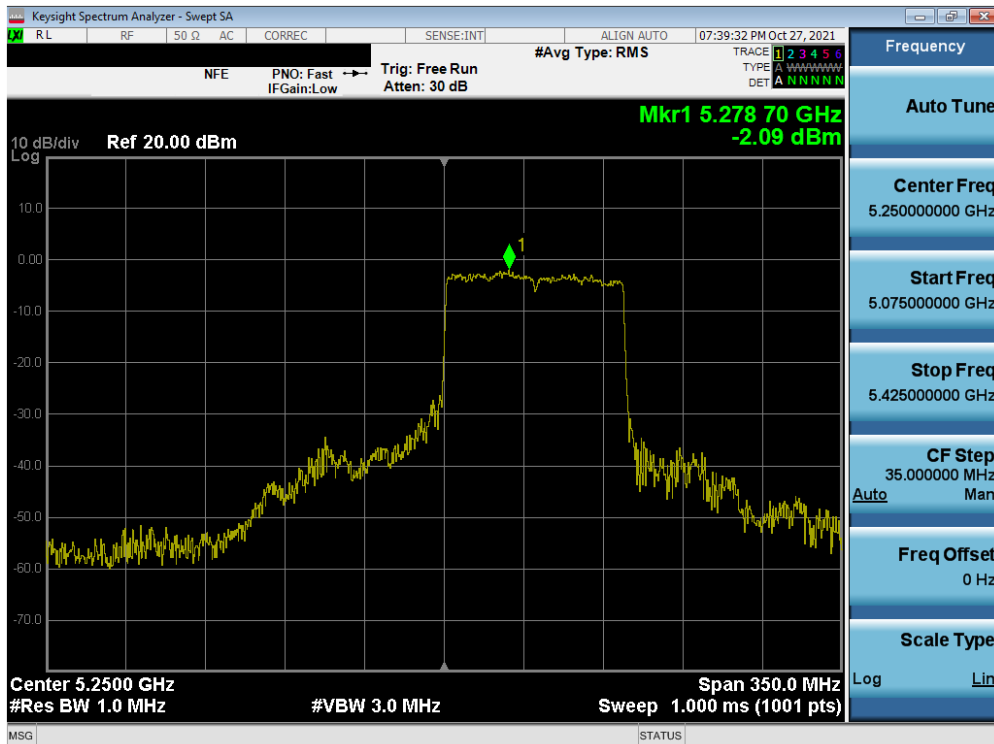 Keysight Spectrum Analyzer - Swept SA
LXI RL RF 50 Ω AC CORREC SENSE:INT ALIGN AUTO 07:39:32 PM Oct 27, 2021
NFE PNO: Fast Trig: Free Run #Avg Type: RMS TRACE 1 2 3 4 5 6
IFGain:Low Atten: 30 dB TYPE A WWWWW
DET A N N N N N
Mkr1 5.278 70 GHz
-2.09 dBm
10 dB/div Ref 20.00 dBm
Log
1
10.0
0.00
-10.0
-20.0
-30.0
-40.0
-50.0
-60.0
-70.0
Center 5.2500 GHz Span 350.0 MHz
#Res BW 1.0 MHz #VBW 3.0 MHz Sweep 1.000 ms (1001 pts)
MSG STATUS
Frequency
Auto Tune
Center Freq
5.250000000 GHz
Start Freq
5.075000000 GHz
Stop Freq
5.425000000 GHz
CF Step
35.000000 MHz
Auto Man
Freq Offset
0 Hz
Scale Type
Log Lin